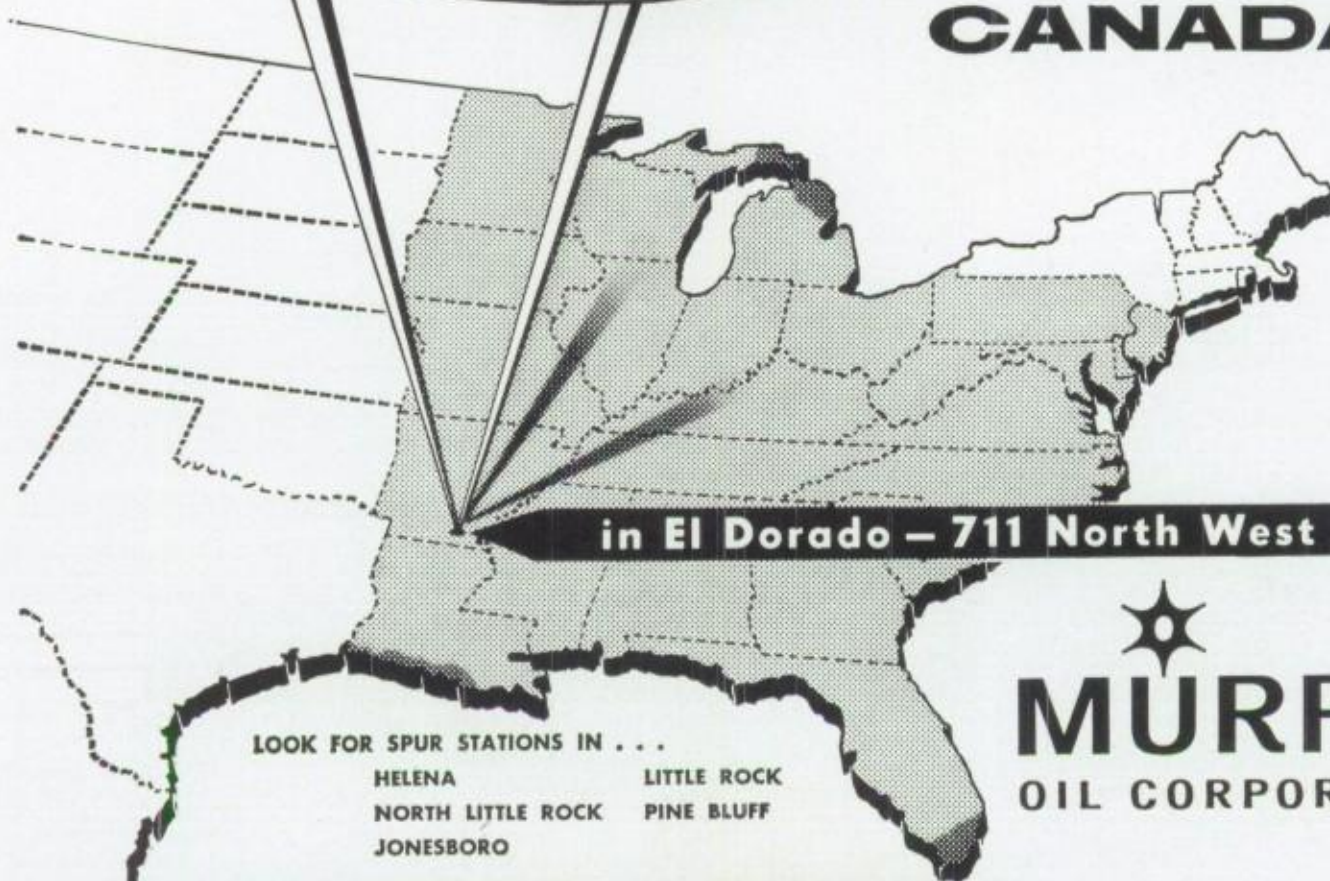 CANADA
in El Dorado — 711 North West
MURP
OIL CORPOR
LOOK FOR SPUR STATIONS IN . . .
HELENA LITTLE ROCK
NORTH LITTLE ROCK PINE BLUFF
JONESBORO